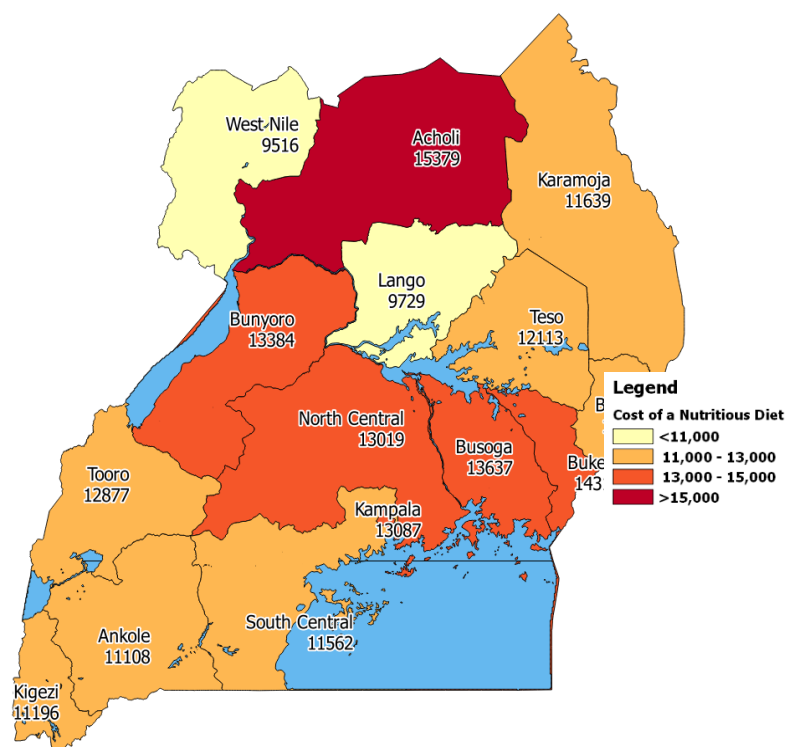 West Nile
9516
Acholi
15379
Karamoja
11639
Lango
9729
Bunyoro
13384
Teso
12113
North Central
13019
Busoga
13637
Tooro
12877
Kampala
13087
South Central
11562
Ankole
11108
Kigezi
11196
Legend
Cost of a Nutritious Diet
<11,000
11,000 - 13,000
13,000 - 15,000
>15,000